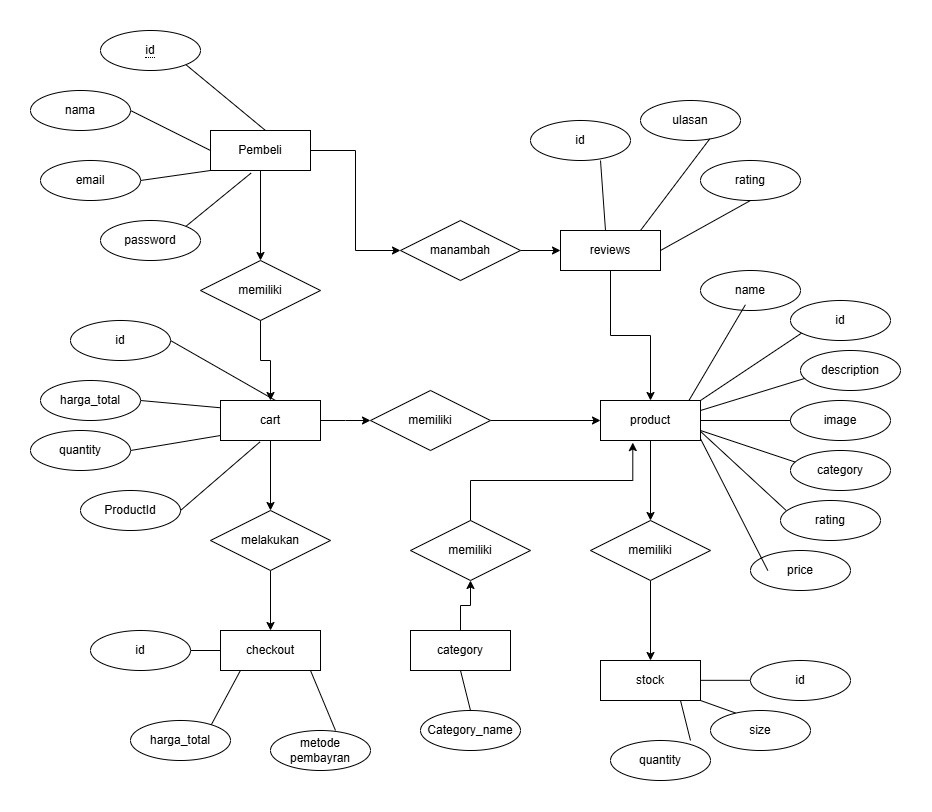 id
nama
Pembeli
email
password
id
ulasan
rating
manambah
reviews
memiliki
name
id
id
description
harga_total
cart
memiliki
product
image
quantity
category
ProductId
rating
melakukan
memiliki
memiliki
price
id
checkout
category
stock
id
harga_total
metode
pembayran
Category_name
size
quantity